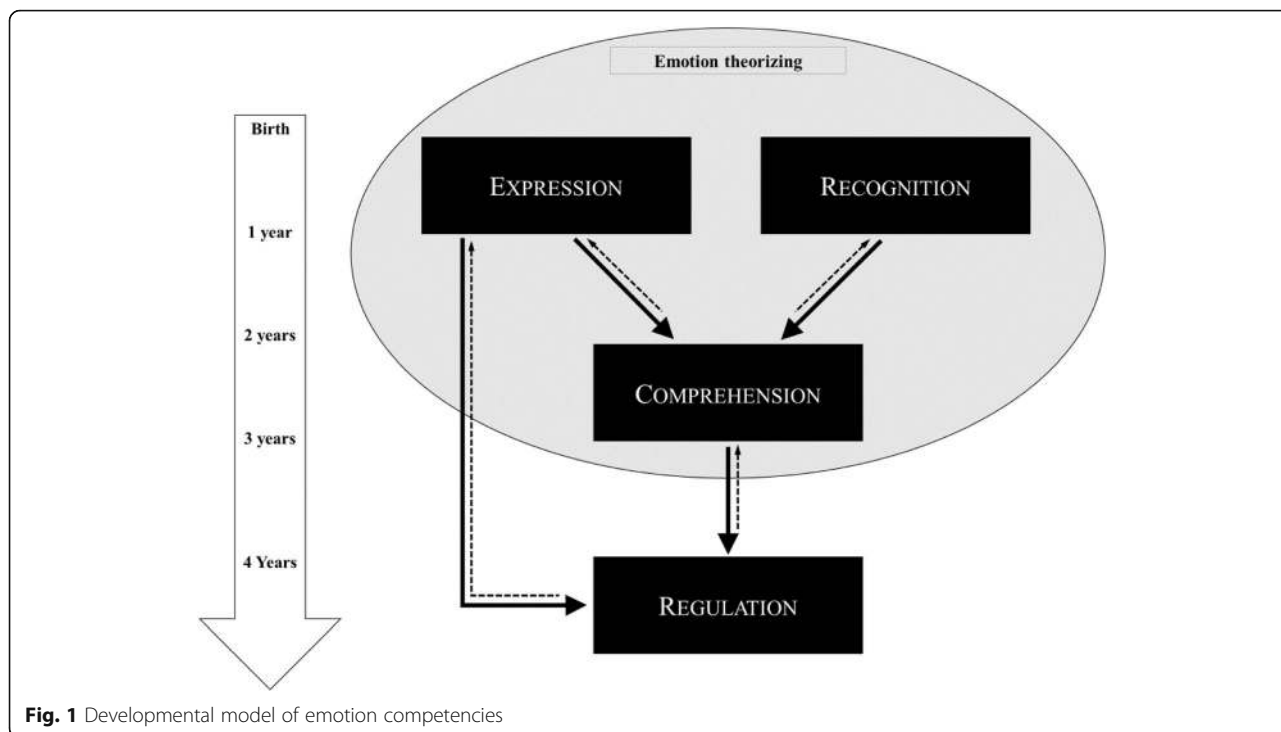 Emotion theorizing
Birth
EXPRESSION
RECOGNITION
1 year
2 years
COMPREHENSION
3 years
4 Years
REGULATION
Fig. 1 Developmental model of emotion competencies